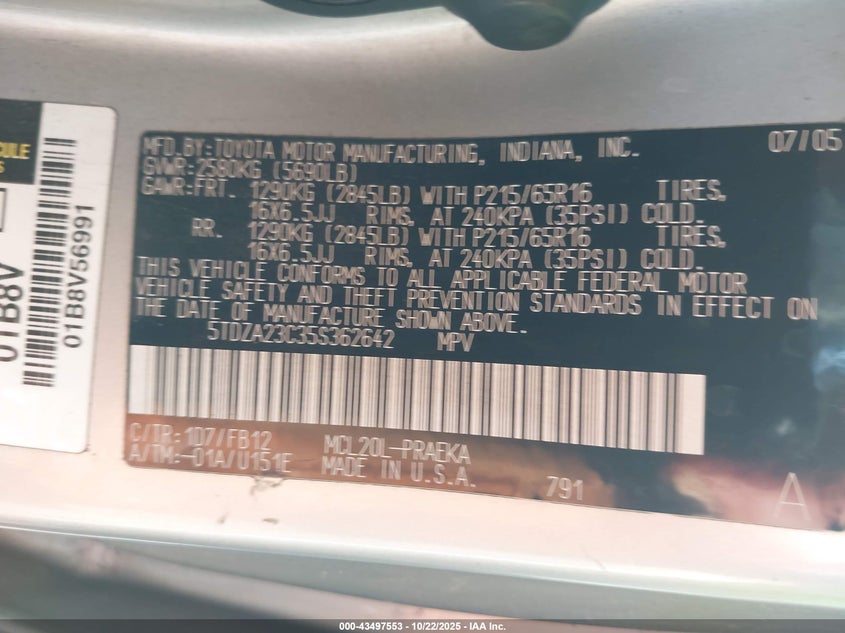 CULE
S
01B8V
01B8V56991
MFD.BY:TOYOTA MOTOR MANUFACTURING, INDIANA, INC. 07/05
GVWR:2580KG (5690LB)
GAWR:FRT. 1290KG (2845LB) WITH P215/65R16 TIRES,
16X6.5JJ RIMS, AT 240KPA (35PSI) COLD.
RR. 1290KG (2845LB) WITH P215/65R16 TIRES,
16X6.5JJ RIMS, AT 240KPA (35PSI) COLD.
THIS VEHICLE CONFORMS TO ALL APPLICABLE FEDERAL MOTOR
VEHICLE SAFETY AND THEFT PREVENTION STANDARDS IN EFFECT ON
THE DATE OF MANUFACTURE SHOWN ABOVE.
5TDZA23C35S362642 MPV
C/TR:1D7/FB12 MCL20L-PRAEKA
A/TM:-01A/U151E MADE IN U.S.A. 791
A
000-43497553 - 10/22/2025 - IAA Inc.